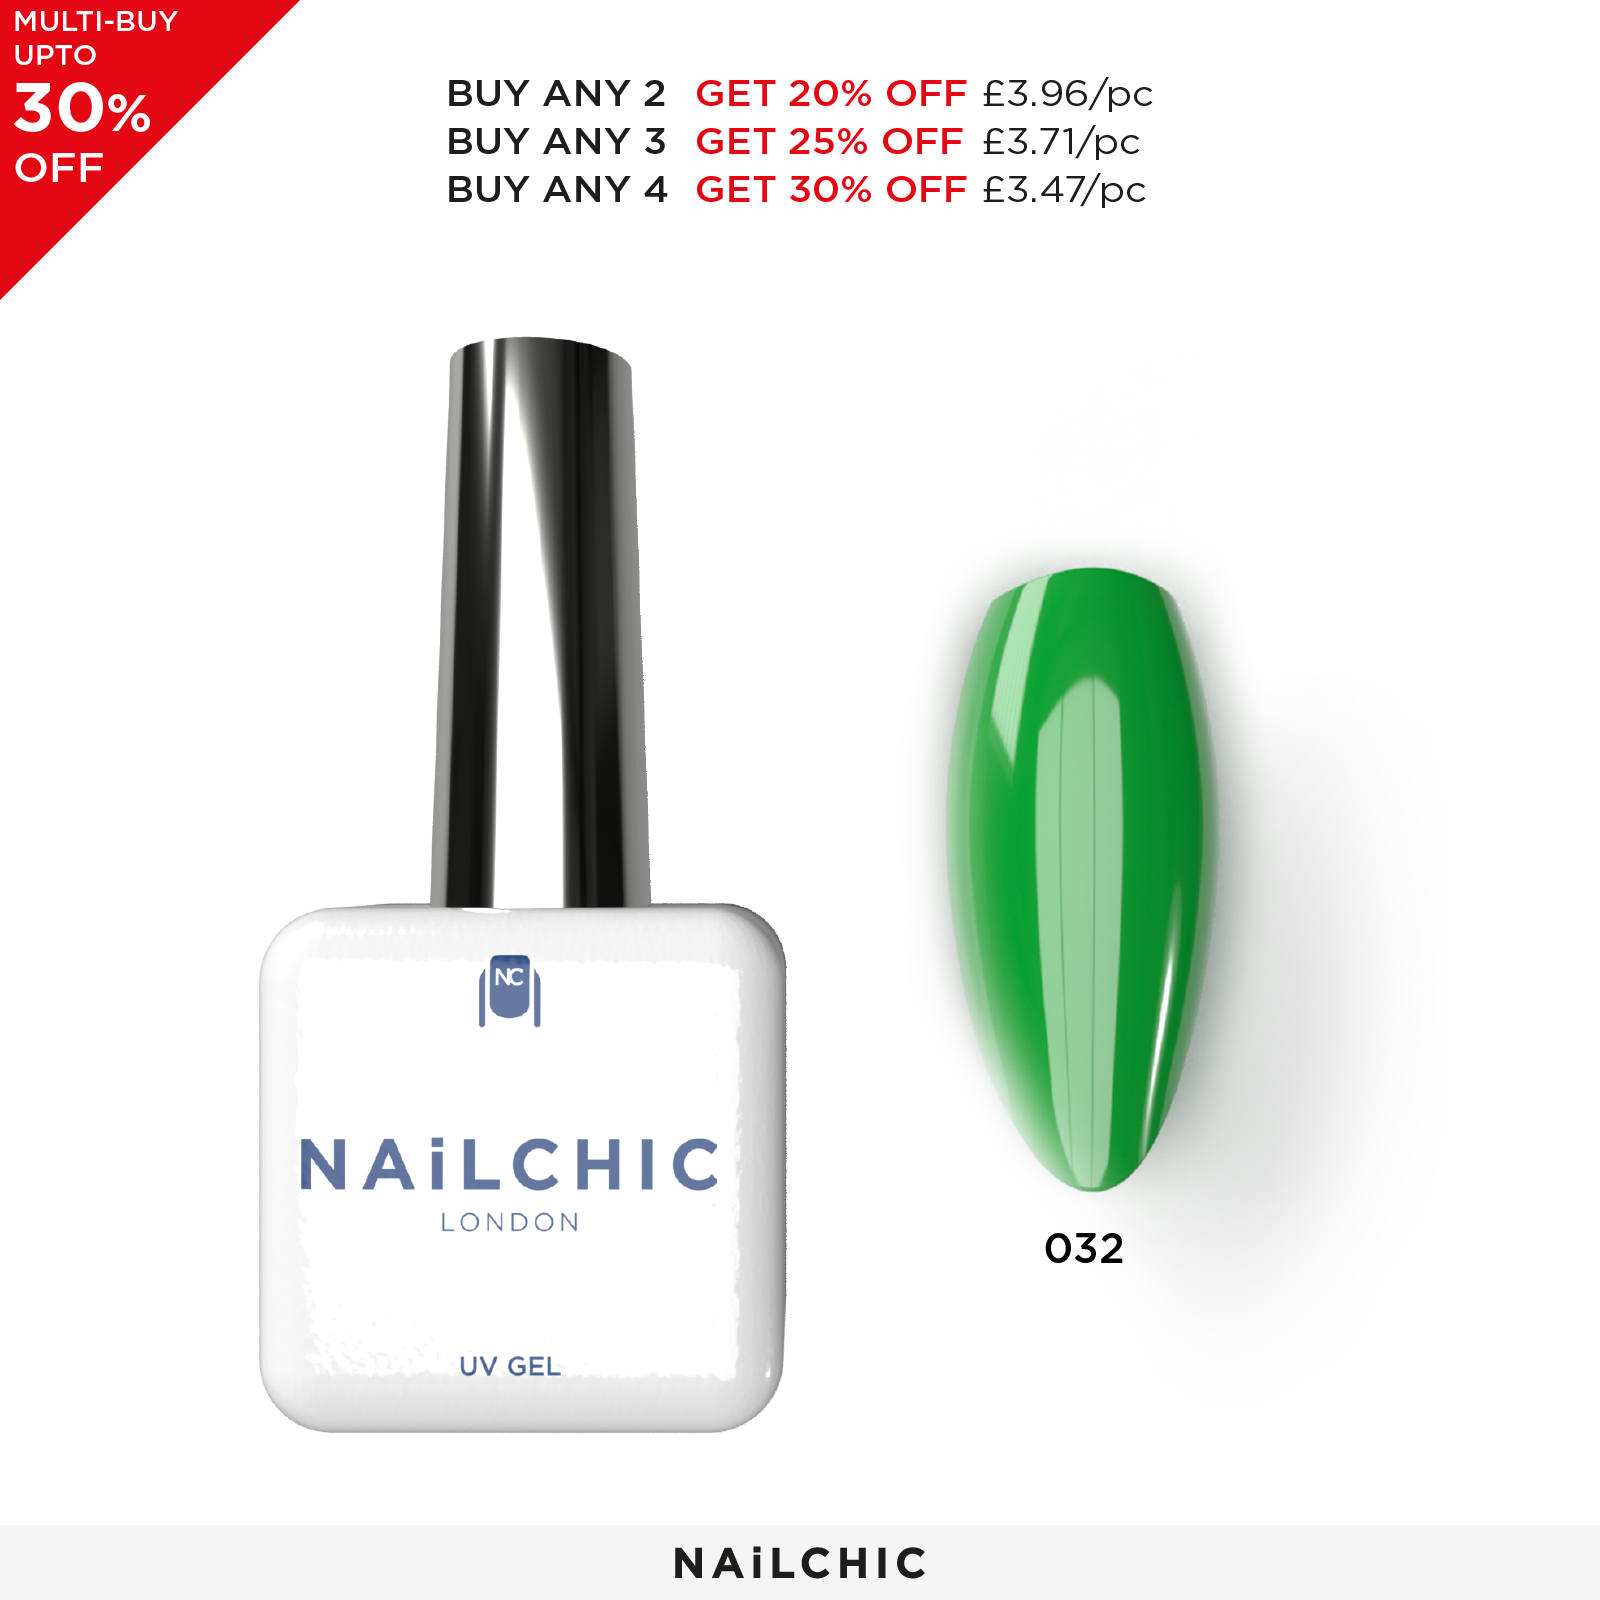 MULTI-BUY
UPTO
30%
OFF
BUY ANY 2 GET 20% OFF £3.96/pc
BUY ANY 3 GET 25% OFF £3.71/pc
BUY ANY 4 GET 30% OFF £3.47/pc
NC
NAiLCHIC
LONDON
UV GEL
032
NAiLCHIC